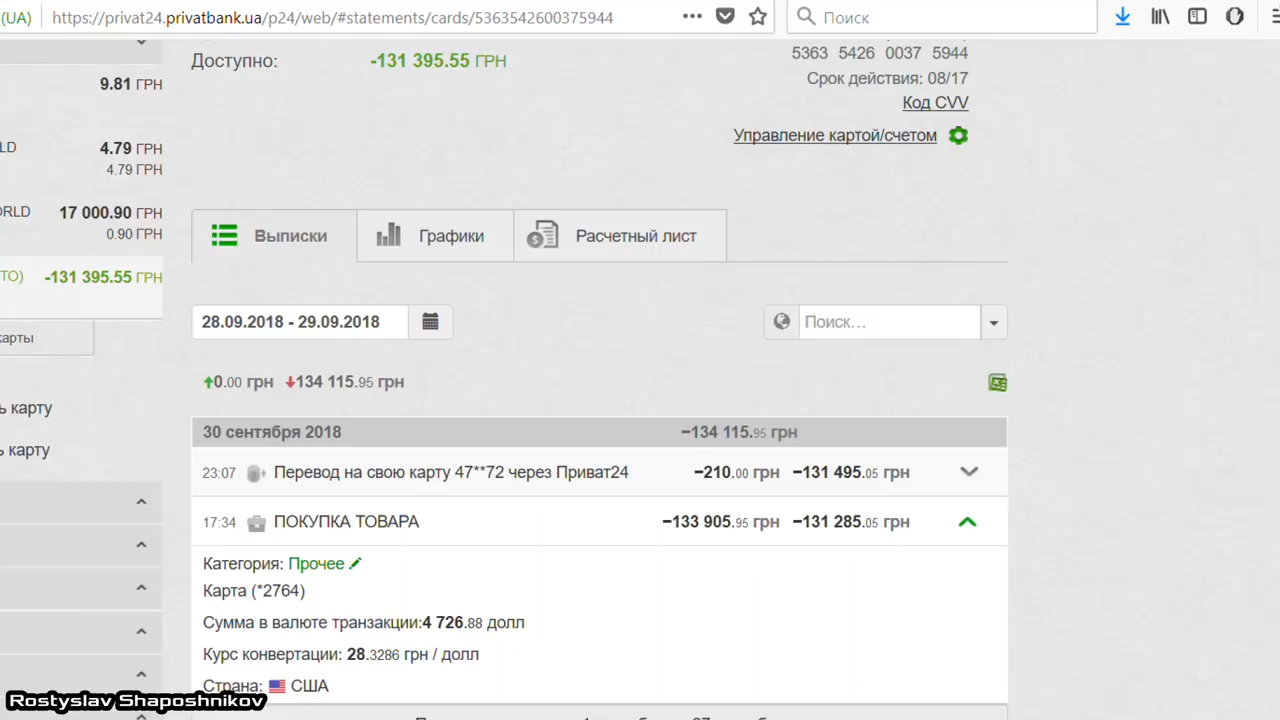 (UA) https://privat24.privatbank.ua/p24/web/#statements/cards/5363542600375944 Поиск
Доступно: -131 395.55 ГРН
5363 5426 0037 5944
Срок действия: 08/17
Код CVV
Управление картой/счетом
9.81 ГРН
LD 4.79 ГРН
4.79 ГРН
ORLD 17 000.90 ГРН
0.90 ГРН
ТО) -131 395.55 ГРН
карты
ь карту
ь карту
Выписки Графики Расчетный лист
28.09.2018 - 29.09.2018 Поиск...
0.00 грн 134 115.95 грн
30 сентября 2018 −134 115.95 грн
23:07 Перевод на свою карту 47**72 через Приват24 −210.00 грн −131 495.05 грн
17:34 ПОКУПКА ТОВАРА −133 905.95 грн −131 285.05 грн
Категория: Прочее
Карта (*2764)
Сумма в валюте транзакции:4 726.88 долл
Курс конвертации: 28.3286 грн / долл
Страна: США
Rostyslav Shaposhnikov